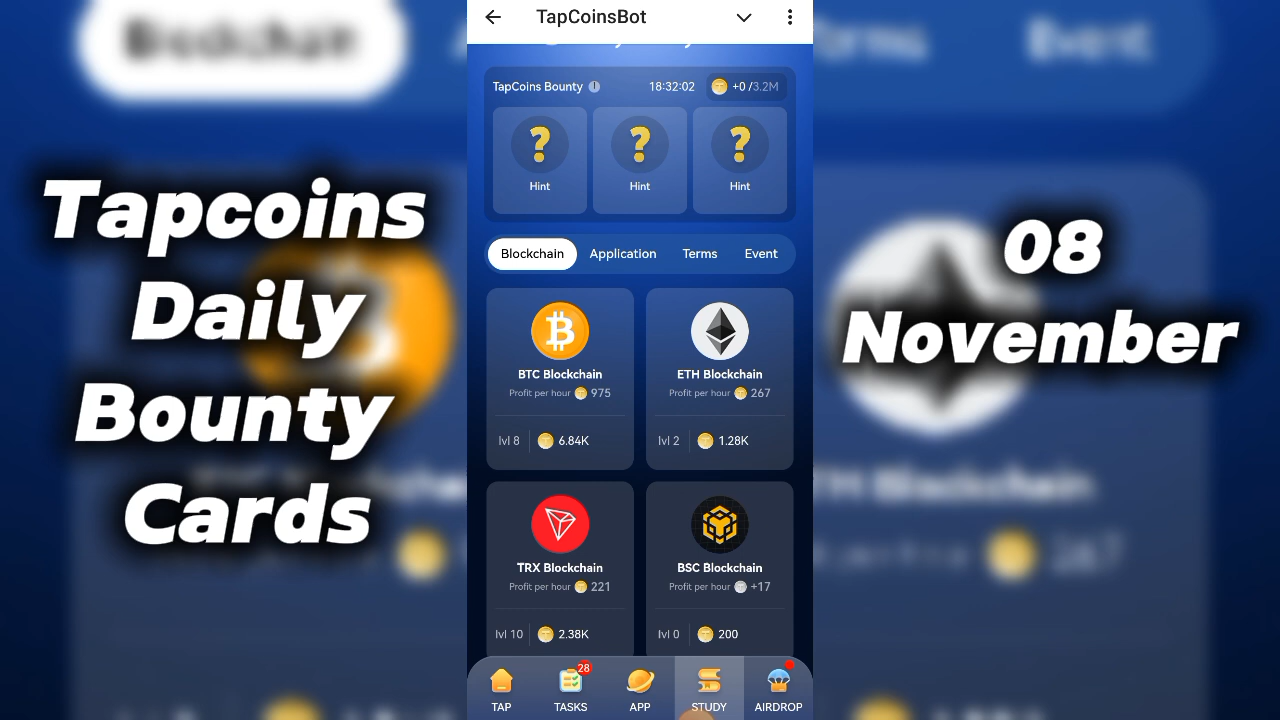 TapCoinsBot
TapCoins Bounty
18:32:02
+0 /3.2M
Hint
Hint
Hint
Blockchain
Application
Terms
Event
BTC Blockchain
Profit per hour 975
lvl 8
6.84K
ETH Blockchain
Profit per hour 267
lvl 2
1.28K
TRX Blockchain
Profit per hour 221
lvl 10
2.38K
BSC Blockchain
Profit per hour +17
lvl 0
200
TAP
28
TASKS
APP
STUDY
AIRDROP
Tapcoins
Daily
Bounty
Cards
08
November